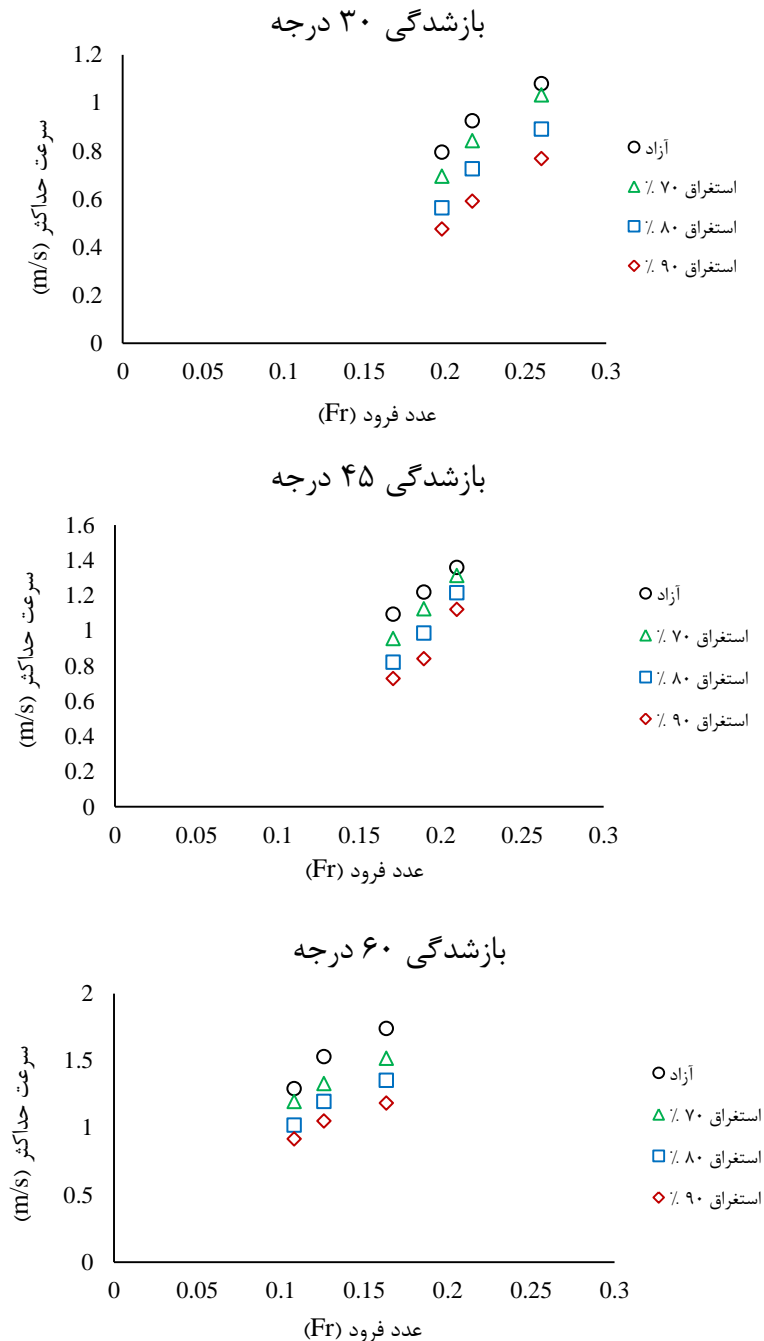 بازشدگی ۳۰ درجه
1.2
1
0.8
0.6
0.4
0.2
0
سرعت حداکثر (m/s)
0 0.05 0.1 0.15 0.2 0.25 0.3
عدد فرود (Fr)
آزاد
استغراق ۷۰ ٪
استغراق ۸۰ ٪
استغراق ۹۰ ٪
بازشدگی ۴۵ درجه
1.6
1.4
1.2
1
0.8
0.6
0.4
0.2
0
سرعت حداکثر (m/s)
0 0.05 0.1 0.15 0.2 0.25 0.3
عدد فرود (Fr)
آزاد
استغراق ۷۰ ٪
استغراق ۸۰ ٪
استغراق ۹۰ ٪
بازشدگی ۶۰ درجه
2
1.5
1
0.5
0
سرعت حداکثر (m/s)
0 0.05 0.1 0.15 0.2 0.25 0.3
عدد فرود (Fr)
آزاد
استغراق ۷۰ ٪
استغراق ۸۰ ٪
استغراق ۹۰ ٪